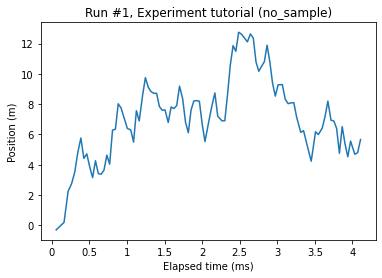 Run #1, Experiment tutorial (no_sample)
Position (m)
12
10
8
6
4
2
0
0 0.5 1 1.5 2 2.5 3 3.5 4
Elapsed time (ms)